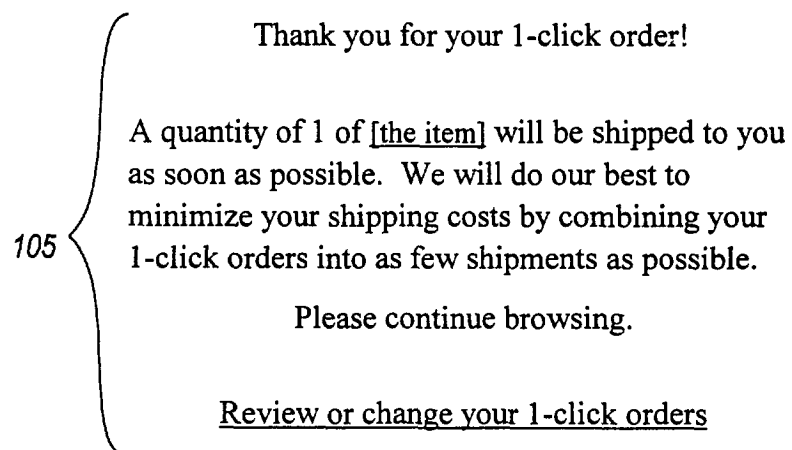 Thank you for your 1-click order!
A quantity of 1 of [the item] will be shipped to you
as soon as possible. We will do our best to
minimize your shipping costs by combining your
105
1-click orders into as few shipments as possible.
Please continue browsing.
Review or change your 1-click orders